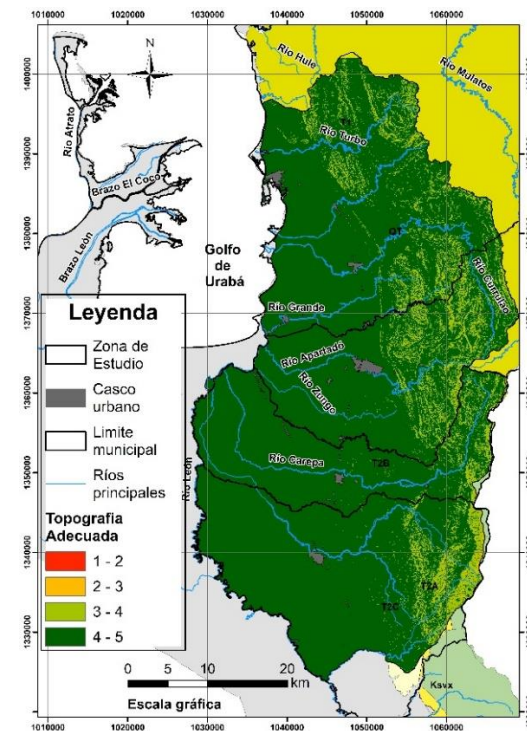 1010000 1020000 1030000 1040000 1050000 1060000
1400000
1390000
1380000
1370000
1360000
1350000
1340000
1330000
N
Río Hule
Río Mulatos
Río Atrato
Río Turbo
Brazo El Coco
Brazo León
Golfo
de
Urabá
Río Grande
Río Apartadó
Río Zungo
Río Carepa
Río León
T2B
T2A
T2C
Ksvx
Leyenda
Zona de
Estudio
Casco
urbano
Limite
municipal
Ríos
principales
Topografia
Adecuada
1 - 2
2 - 3
3 - 4
4 - 5
0 5 10 20
km
Escala gráfica
1010000 1020000 1030000 1040000 1050000 1060000